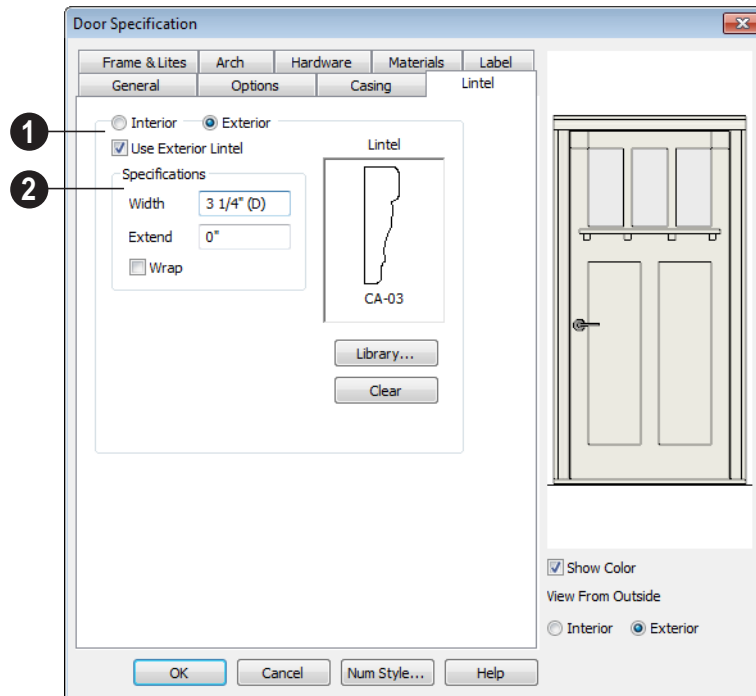 Door Specification
Frame & Lites Arch Hardware Materials Label
General Options Casing Lintel
1
Interior Exterior
Use Exterior Lintel
Lintel
2
Specifications
Width 3 1/4" (D)
Extend 0"
Wrap
CA-03
Library...
Clear
Show Color
View From Outside
Interior Exterior
OK Cancel Num Style... Help